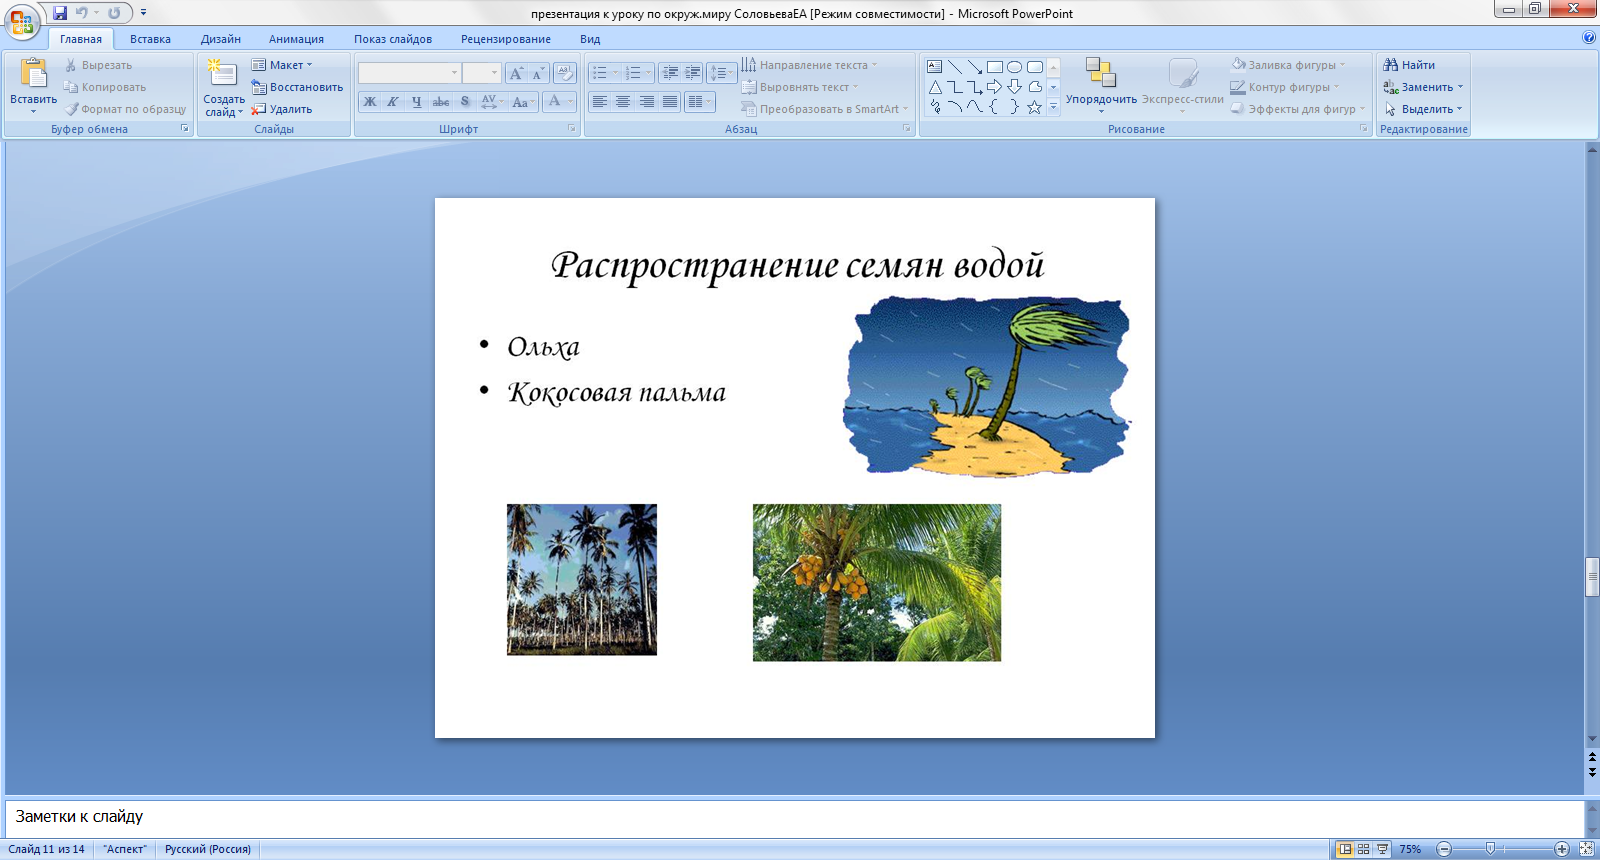 презентация к уроку по окруж.миру СоловьеваЕА [Режим совместимости] - Microsoft PowerPoint
Главная Вставка Дизайн Анимация Показ слайдов Рецензирование Вид
Вставить
Вырезать
Копировать
Формат по образцу
Буфер обмена
Создать слайд
Макет
Восстановить
Удалить
Слайды
Ж К Ч abc S AV Aa A
Шрифт
Направление текста
Выровнять текст
Преобразовать в SmartArt
Абзац
Упорядочить
Экспресс-стили
Заливка фигуры
Контур фигуры
Эффекты для фигур
Рисование
Найти
Заменить
Выделить
Редактирование
Распространение семян водой
• Ольха
• Кокосовая пальма
Заметки к слайду
Слайд 11 из 14 "Аспект" Русский (Россия) 75%